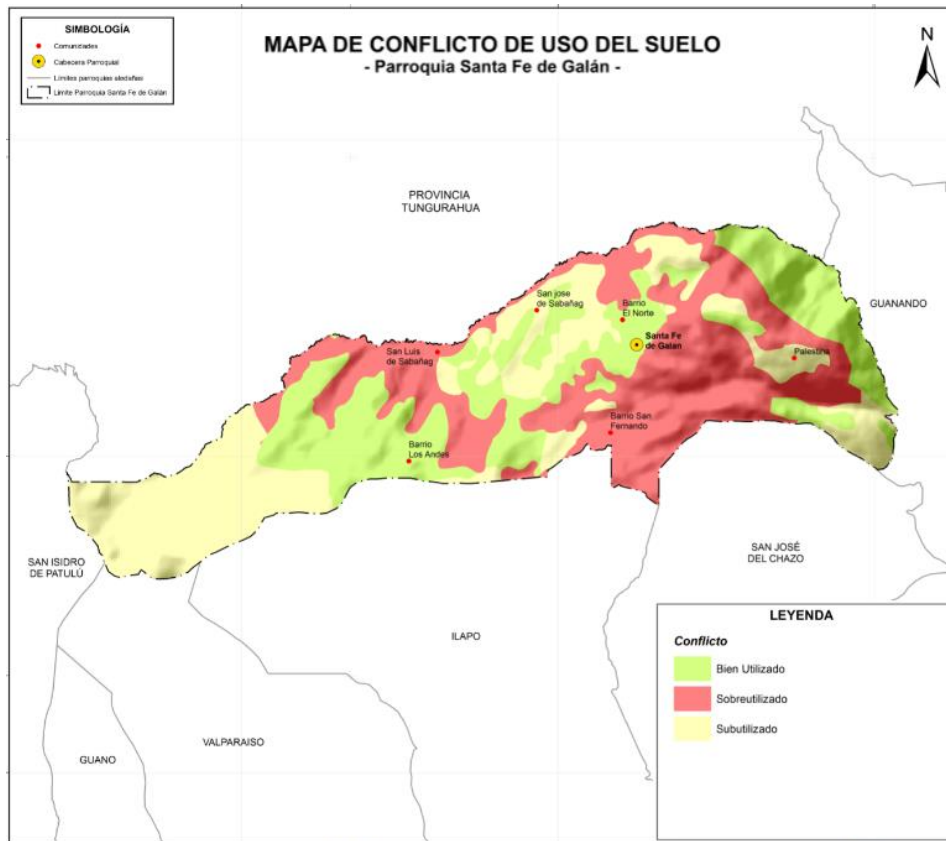 SIMBOLOGÍA
Comunidades
Cabecera Parroquial
Límites parroquias aledañas
Límite Parroquia Santa Fe de Galán
MAPA DE CONFLICTO DE USO DEL SUELO
- Parroquia Santa Fe de Galán -
N
PROVINCIA
TUNGURAHUA
GUANANDO
San jose
de Sabañag
Barrio
El Norte
Santa Fe
de Galan
San Luis
de Sabañag
Palestina
Barrio San
Fernando
Barrio
Los Andes
SAN ISIDRO
DE PATULÚ
SAN JOSÉ
DEL CHAZO
ILAPO
VALPARAISO
GUANO
LEYENDA
Conflicto
Bien Utilizado
Sobreutilizado
Subutilizado